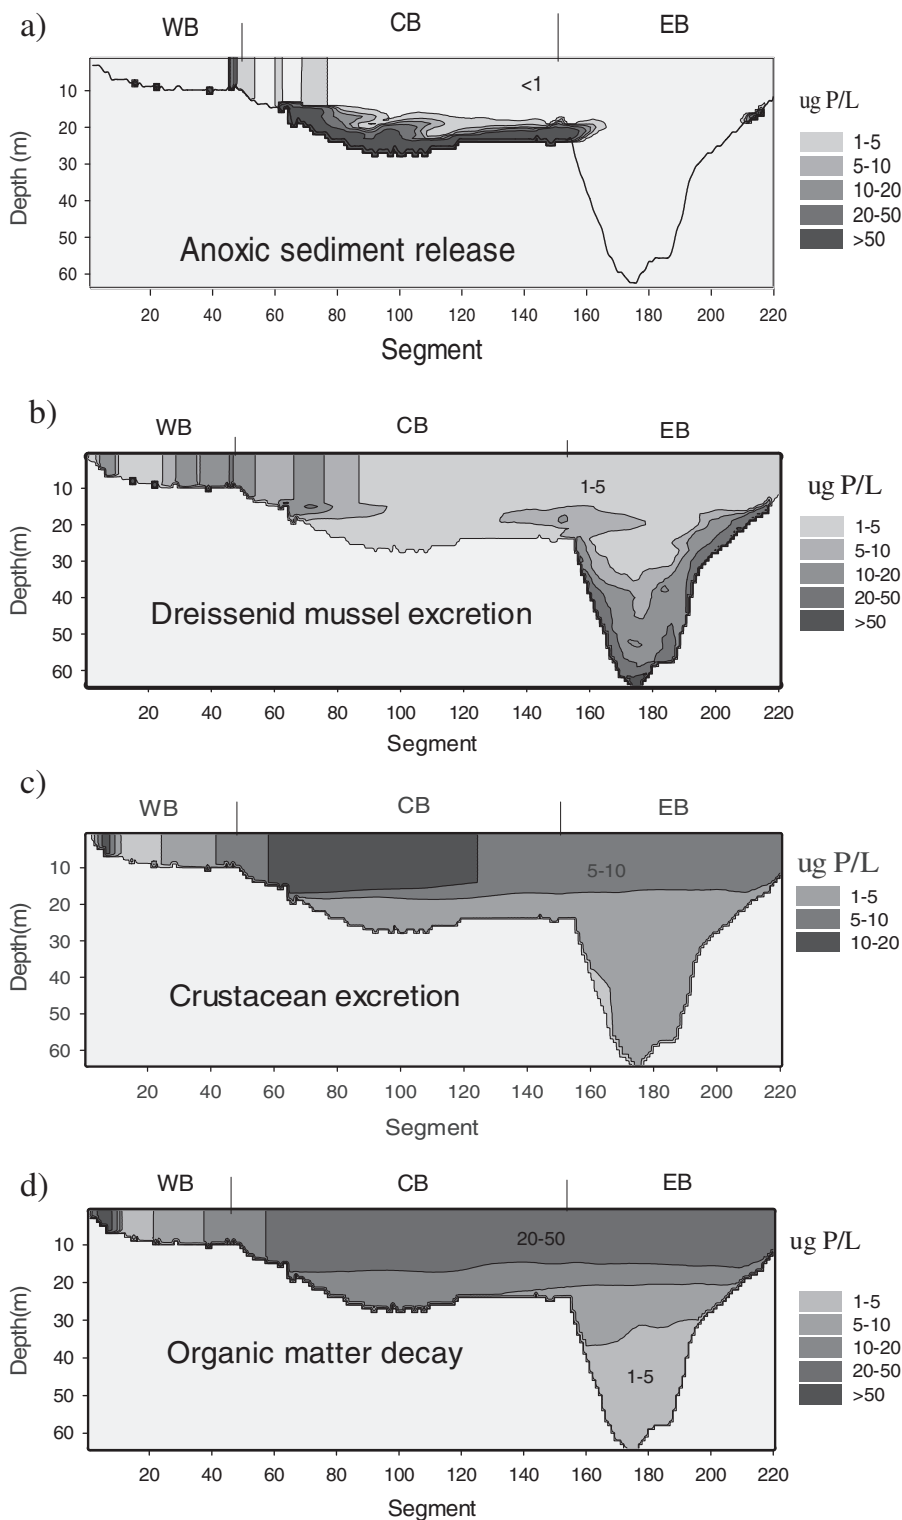 a)
WB
CB
EB
<1
10
20
30
50
60
Depth (m)
Anoxic sediment release
20 40 60 80 100 120 140 160 180 200 220
Segment
ug P/L
1-5
5-10
10-20
20-50
>50
b)
WB
CB
EB
1-5
10
20
30
40
50
60
Depth(m)
Dreissenid mussel excretion
20 40 60 80 100 120 140 160 180 200 220
Segment
ug P/L
1-5
5-10
10-20
20-50
>50
c)
WB
CB
EB
5-10
10
20
30
40
50
60
Depth(m)
Crustacean excretion
20 40 60 80 100 120 140 160 180 200 220
Segment
ug P/L
1-5
5-10
10-20
d)
WB
CB
EB
20-50
10
20
30
40
50
60
Depth(m)
Organic matter decay
1-5
20 40 60 80 100 120 140 160 180 200 220
Segment
ug P/L
1-5
5-10
10-20
20-50
>50